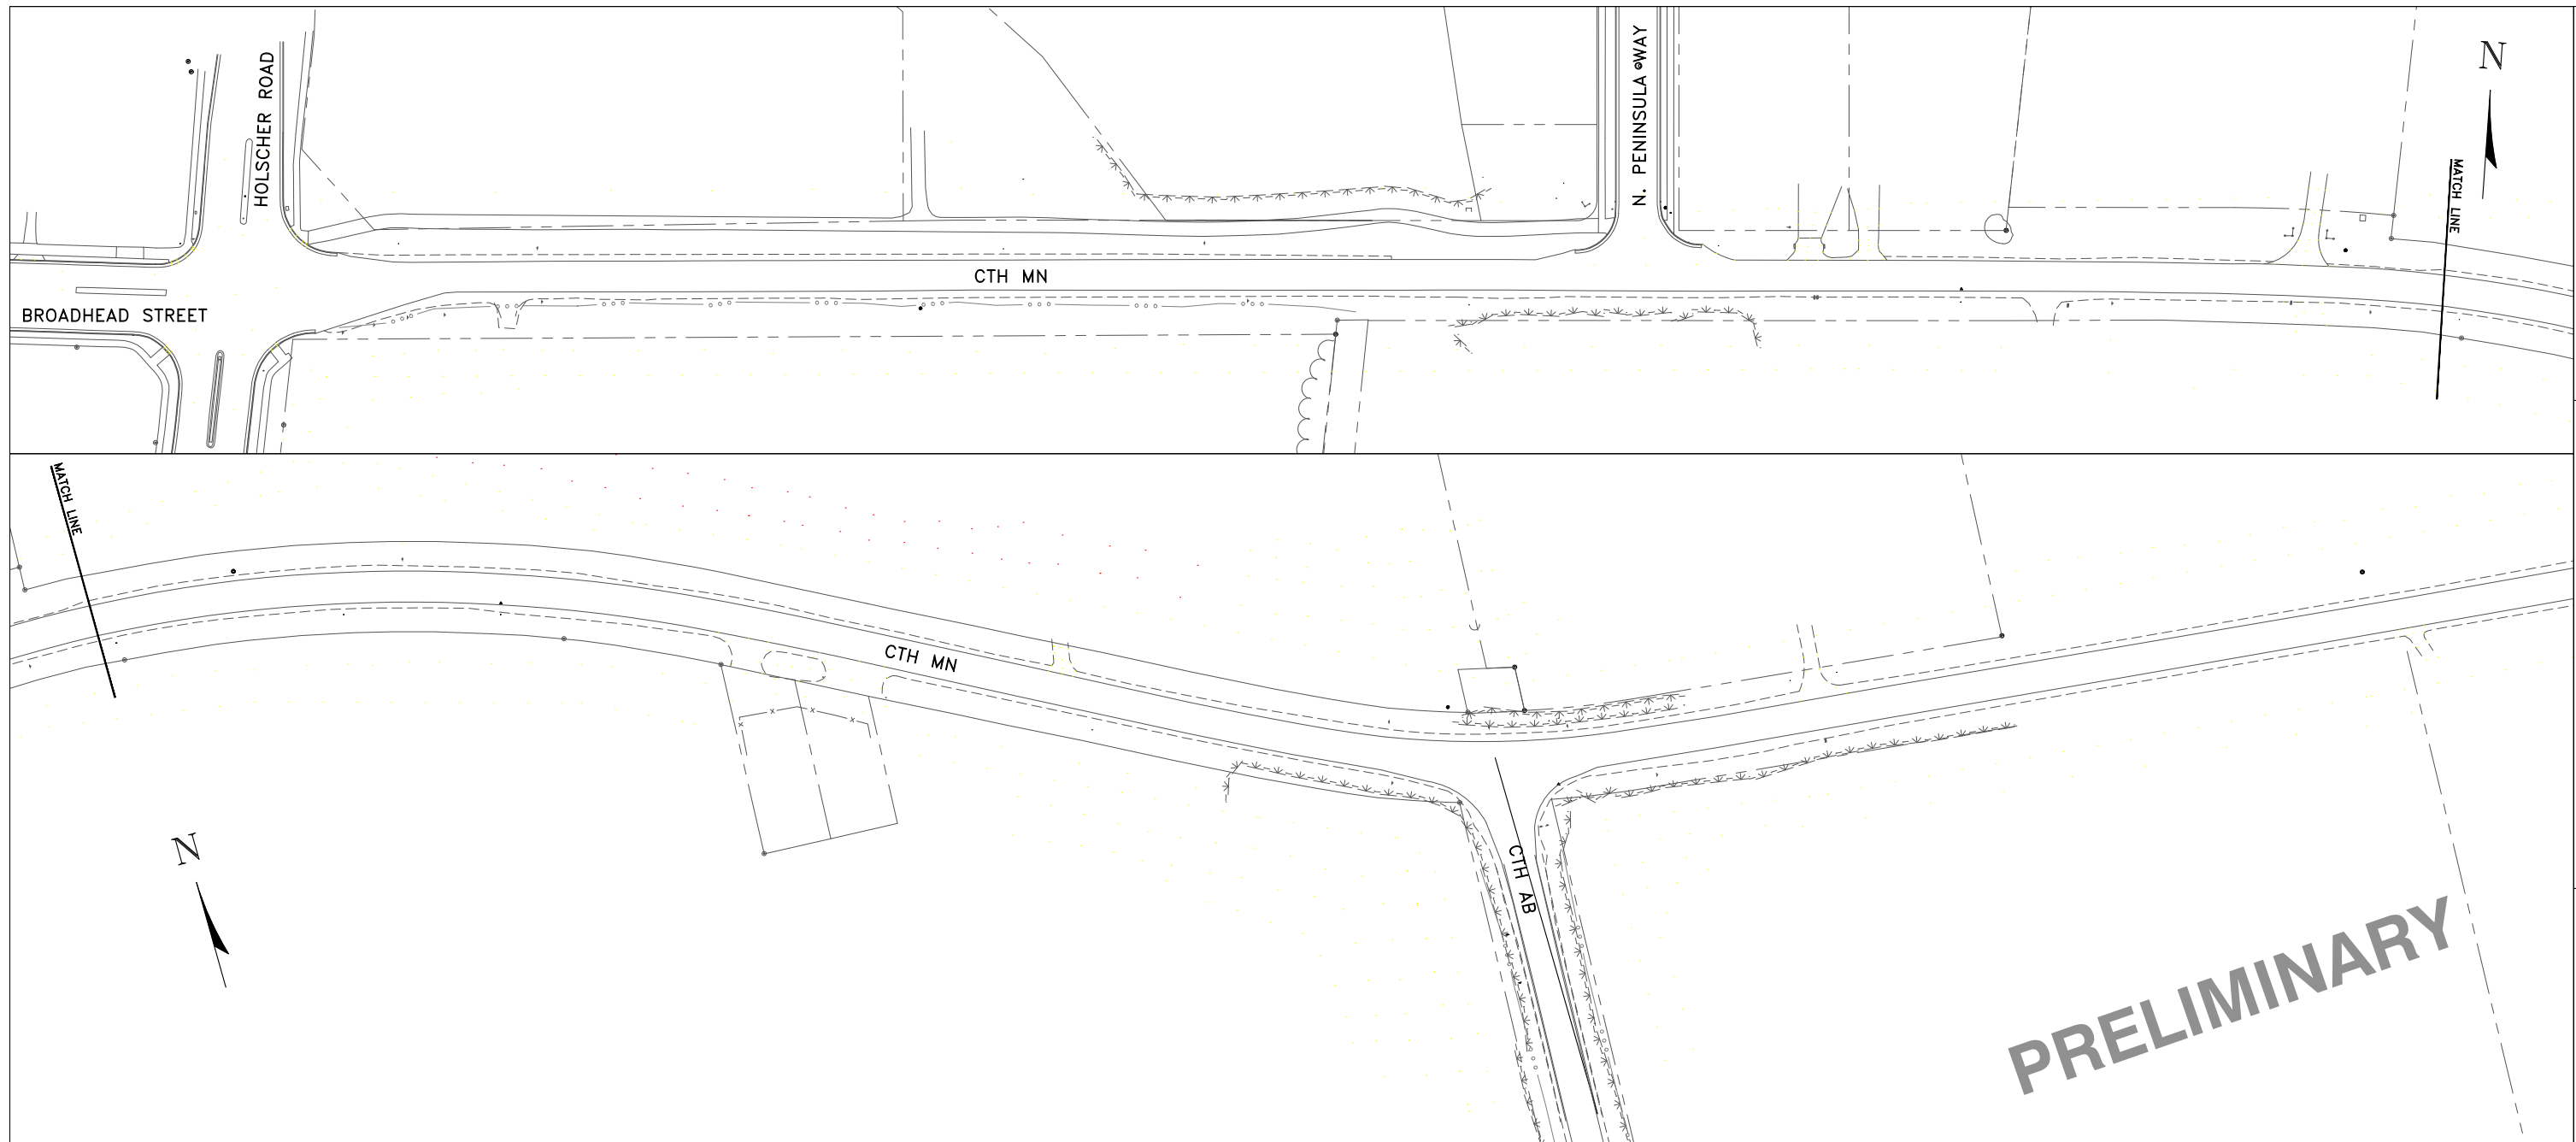 HOLSCHER ROAD
N. PENINSULA WAY
N
MATCH LINE
CTH MN
BROADHEAD STREET
MATCH LINE
CTH MN
N
CTH AB
PRELIMINARY